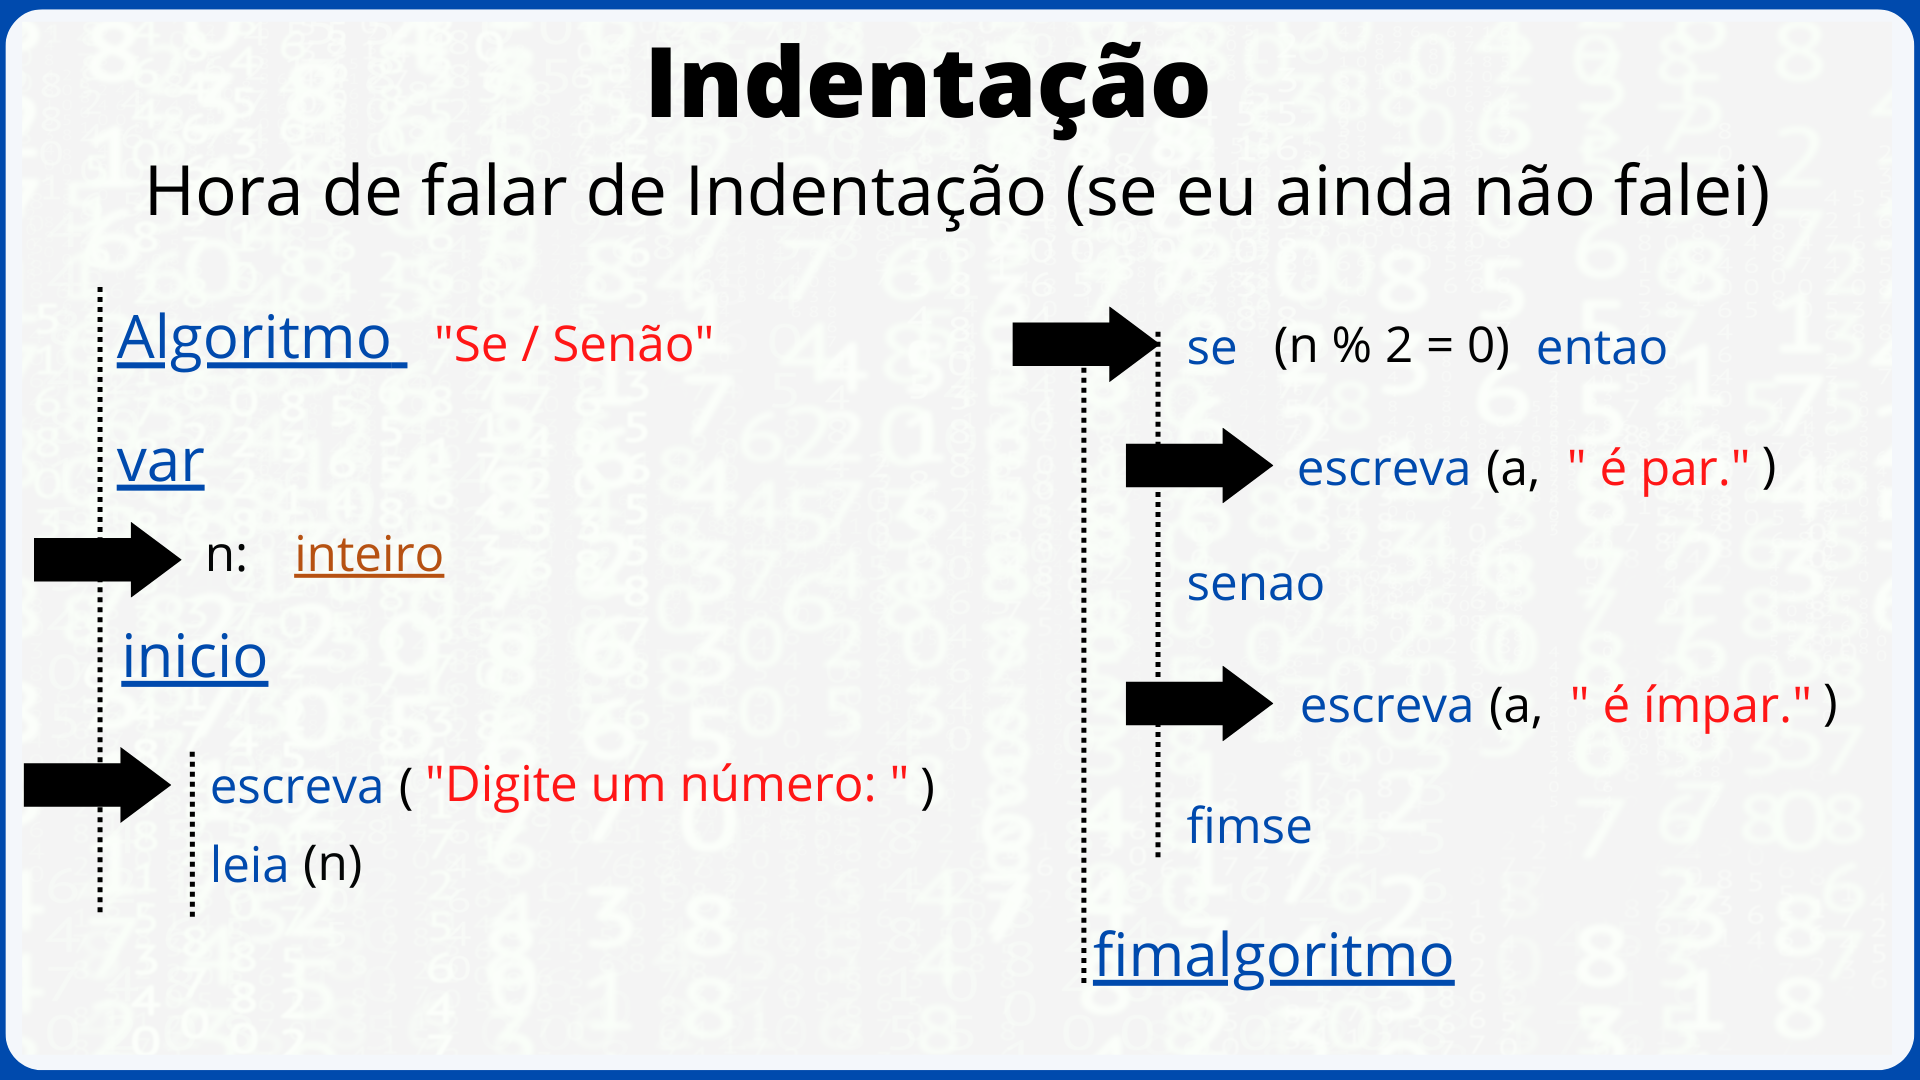 Indentação
Hora de falar de Indentação (se eu ainda não falei)
Algoritmo "Se / Senão"
var
n: inteiro
inicio
escreva ( "Digite um número: " )
leia (n)
se (n % 2 = 0) entao
escreva (a, " é par." )
senao
escreva (a, " é ímpar." )
fimse
fimalgoritmo